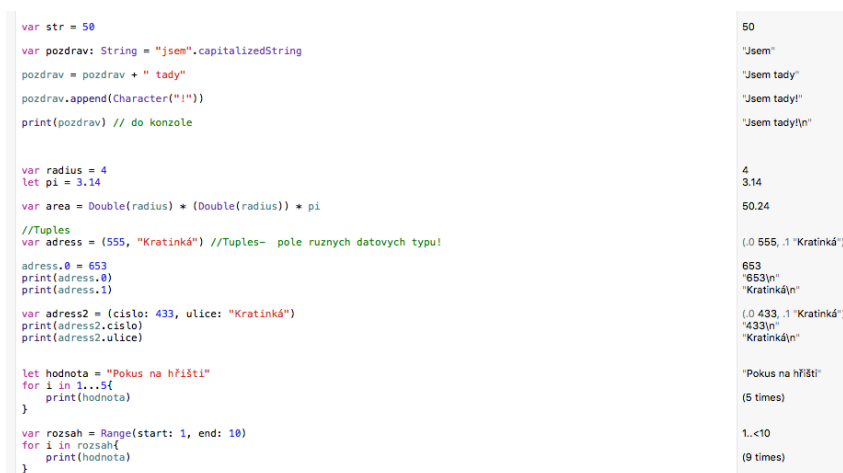 var str = 50
50
var pozdrav: String = "jsem".capitalizedString
"Jsem"
pozdrav = pozdrav + " tady"
"Jsem tady"
pozdrav.append(Character("!"))
"Jsem tady!"
print(pozdrav) // do konzole
"Jsem tady!\n"
var radius = 4
4
let pi = 3.14
3.14
var area = Double(radius) * (Double(radius)) * pi
50.24
//Tuples
var adress = (555, "Kratinká") //Tuples~  pole ruznych datovych typu!
(.0 555, .1 "Kratinká")
adress.0 = 653
653
print(adress.0)
"653\n"
print(adress.1)
"Kratinká\n"
var adress2 = (cislo: 433, ulice: "Kratinká")
(.0 433, .1 "Kratinká")
print(adress2.cislo)
"433\n"
print(adress2.ulice)
"Kratinká\n"
let hodnota = "Pokus na hřišti"
"Pokus na hřišti"
for i in 1...5{
    print(hodnota)
(5 times)
}
var rozsah = Range(start: 1, end: 10)
1..<10
for i in rozsah{
    print(hodnota)
(9 times)
}